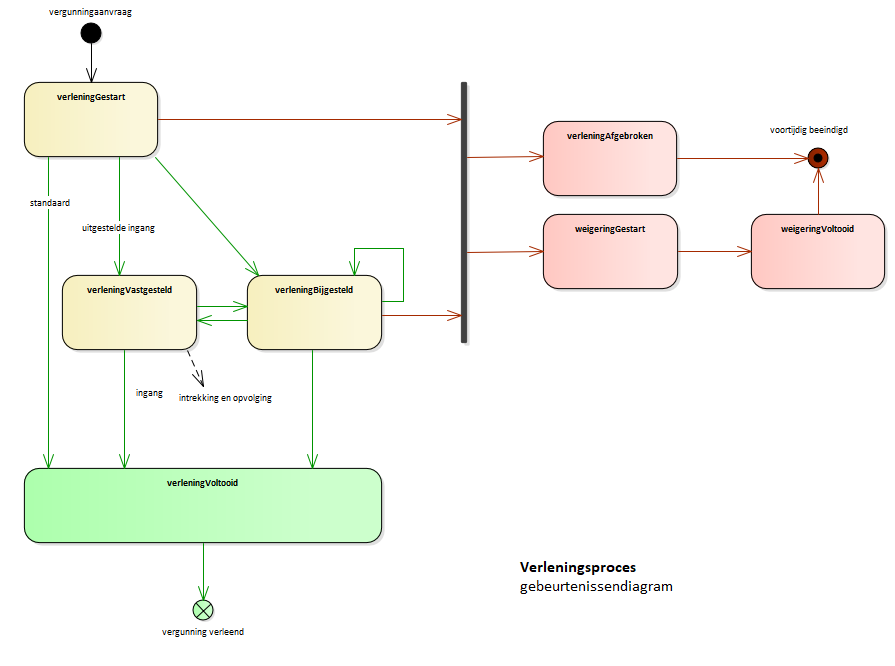 vergunningaanvraag
verleningGestart
verleningAfgebroken
voortijdig beeindigd
standaard
uitgestelde ingang
weigeringGestart
weigeringVoltooid
verleningVastgesteld
verleningBijgesteld
ingang
intrekking en opvolging
verleningVoltooid
Verleningsproces
gebeurtenissendiagram
vergunning verleend